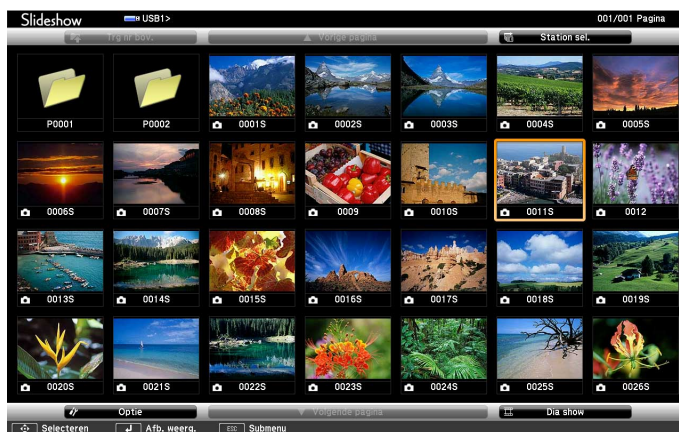 Slideshow USB1> 001/001 Pagina
Trg nr bov. Vorige pagina Station sel.
P0001 P0002 0001S 0002S 0003S 0004S 0005S
0006S 0007S 0008S 0009 0010S 0011S 0012
0013S 0014S 0015S 0016S 0017S 0018S 0019S
0020S 0021S 0022S 0023S 0024S 0025S 0026S
Optie Volgende pagina Dia show
Selecteren Afb. weerg. ESC Submenu